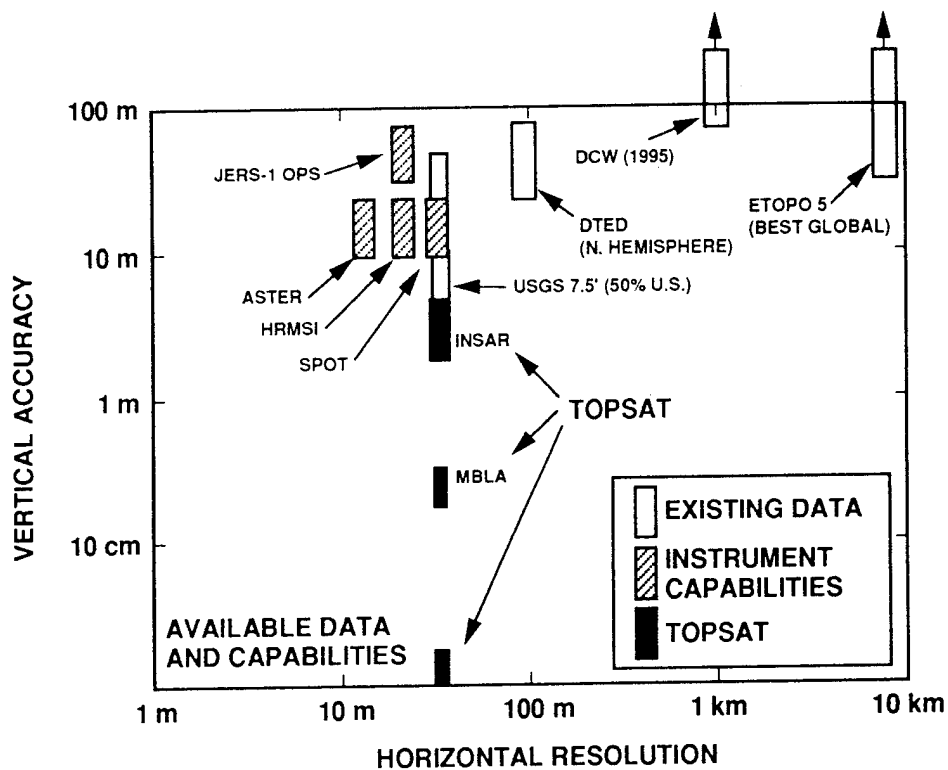 100 m
10 m
1 m
10 cm
VERTICAL ACCURACY
JERS-1 OPS
ASTER
HRMSI
SPOT
DTED
(N. HEMISPHERE)
DCW (1995)
ETOPO 5
(BEST GLOBAL)
USGS 7.5' (50% U.S.)
INSAR
TOPSAT
MBLA
EXISTING DATA
INSTRUMENT
CAPABILITIES
TOPSAT
AVAILABLE DATA
AND CAPABILITIES
1 m
10 m
100 m
1 km
10 km
HORIZONTAL RESOLUTION